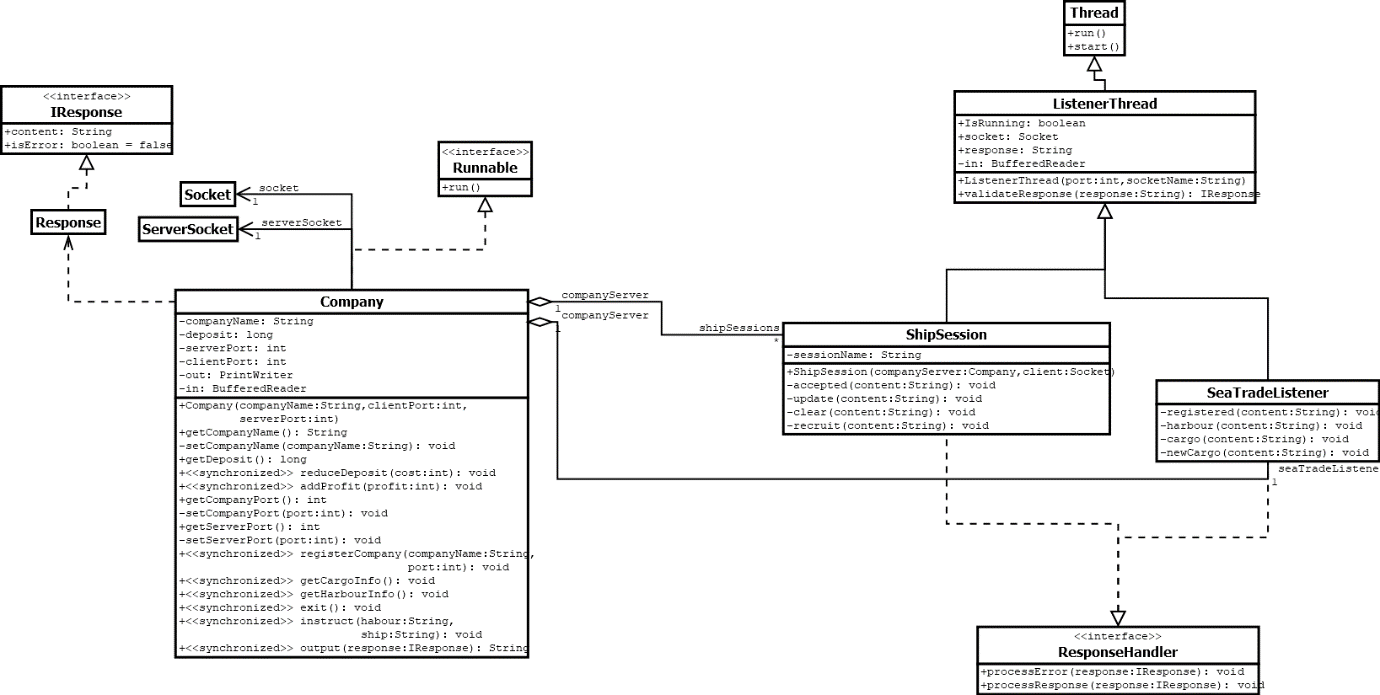 Thread
+run()
+start()
<<interface>>
IResponse
+content: String
+isError: boolean = false
ListenerThread
+IsRunning: boolean
+socket: Socket
+response: String
-in: BufferedReader
+ListenerThread(port:int,socketName:String)
+validateResponse(response:String): IResponse
<<interface>>
Runnable
+run()
Socket
socket
1
Response
ServerSocket
serverSocket
1
Company
-companyName: String
-deposit: long
-serverPort: int
-clientPort: int
-out: PrintWriter
-in: BufferedReader
+Company(companyName:String,clientPort:int,
serverPort:int)
+getCompanyName(): String
-setCompanyName(companyName:String): void
+getDeposit(): long
+<<synchronized>> reduceDeposit(cost:int): void
+<<synchronized>> addProfit(profit:int): void
+getCompanyPort(): int
-setCompanyPort(port:int): void
+getServerPort(): int
-setServerPort(port:int): void
+<<synchronized>> registerCompany(companyName:String,
port:int): void
+<<synchronized>> getCargoInfo(): void
+<<synchronized>> getHarbourInfo(): void
+<<synchronized>> exit(): void
+<<synchronized>> instruct(habour:String,
ship:String): void
+<<synchronized>> output(response:IResponse): String
companyServer
1
companyServer
1
shipSessions
*
ShipSession
-sessionName: String
+ShipSession(companyServer:Company,client:Socket)
-accepted(content:String): void
-update(content:String): void
-clear(content:String): void
-recruit(content:String): void
SeaTradeListener
-registered(content:String): void
-harbour(content:String): void
-cargo(content:String): void
-newCargo(content:String): void
seaTradeListene
1
<<interface>>
ResponseHandler
+processError(response:IResponse): void
+processResponse(response:IResponse): void